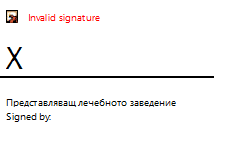 Invalid signature
X
Представляващ лечебното заведение
Signed by: